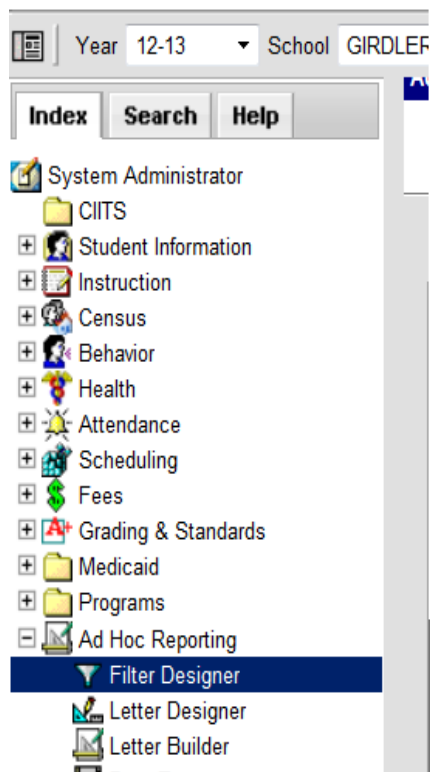 Year 12-13 School GIRDLER
Index Search Help
System Administrator
CIITS
Student Information
Instruction
Census
Behavior
Health
Attendance
Scheduling
Fees
Grading & Standards
Medicaid
Programs
Ad Hoc Reporting
Filter Designer
Letter Designer
Letter Builder